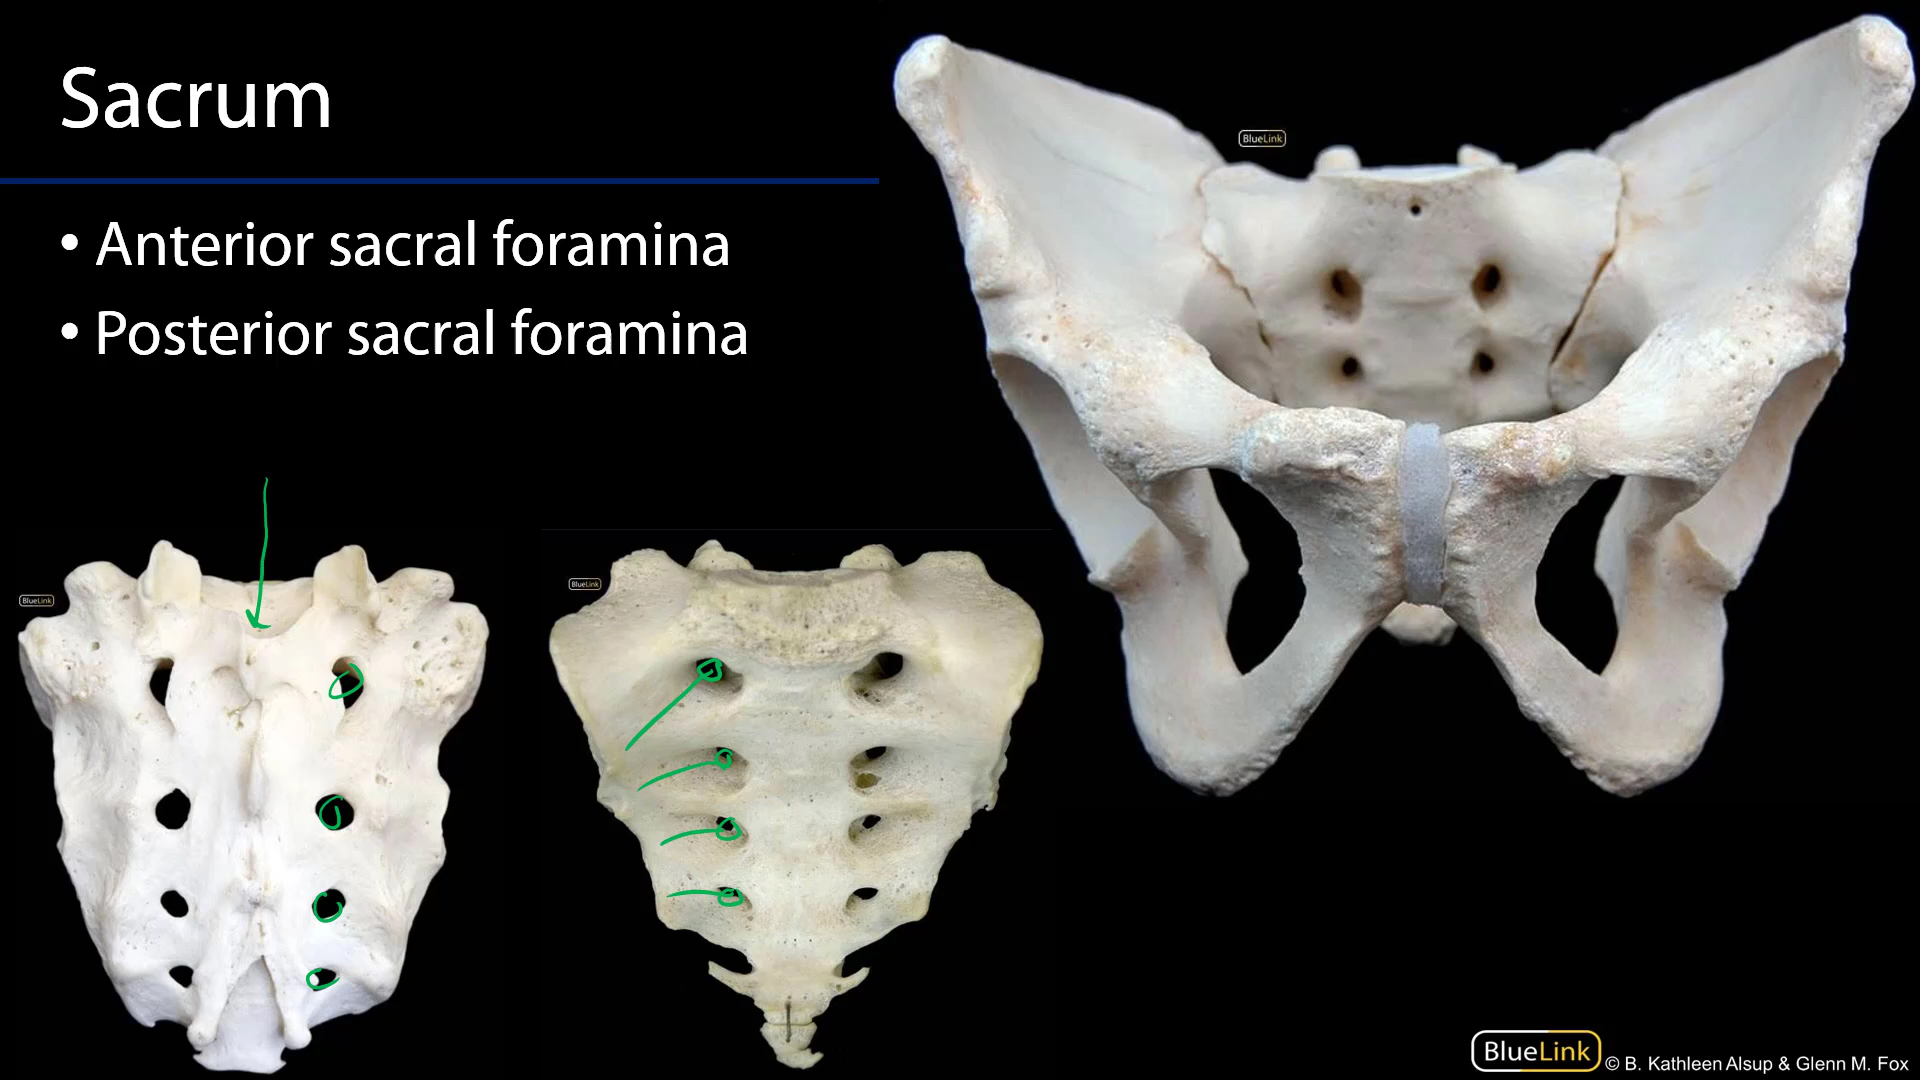 Sacrum
• Anterior sacral foramina
• Posterior sacral foramina
BlueLink
BlueLink
BlueLink
BlueLink © B. Kathleen Alsup & Glenn M. Fox